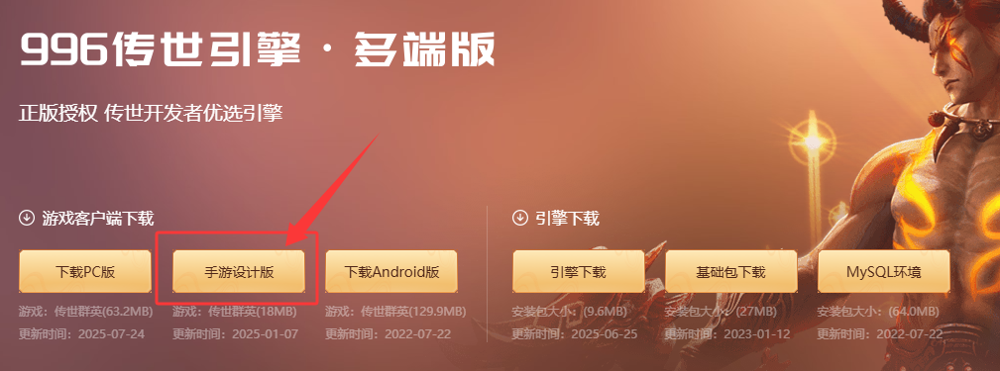 996传世引擎·多端版
正版授权 传世开发者优选引擎
游戏客户端下载
下载PC版
手游设计版
下载Android版
游戏：传世群英(63.2MB)
游戏：传世群英(18MB)
游戏：传世群英(129.9MB)
更新时间：2025-07-24
更新时间：2025-01-07
更新时间：2022-07-22
引擎下载
引擎下载
基础包下载
MySQL环境
安装包大小：(9.6MB)
安装包大小：(27MB)
安装包大小：(64.0MB)
更新时间：2025-06-25
更新时间：2023-01-12
更新时间：2022-07-22